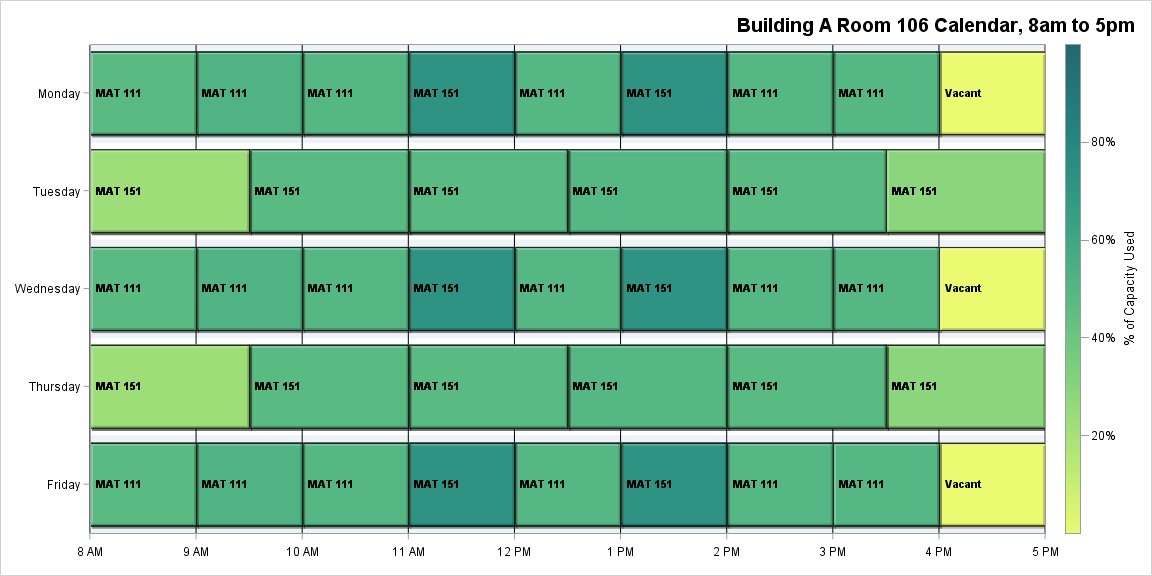 Building A Room 106 Calendar, 8am to 5pm
Monday MAT 111 MAT 111 MAT 111 MAT 151 MAT 111 MAT 151 MAT 111 MAT 111 Vacant
80%
Tuesday MAT 151 MAT 151 MAT 151 MAT 151 MAT 151 MAT 151
60%
% of Capacity Used
Wednesday MAT 111 MAT 111 MAT 111 MAT 151 MAT 111 MAT 151 MAT 111 MAT 111 Vacant
40%
Thursday MAT 151 MAT 151 MAT 151 MAT 151 MAT 151 MAT 151
20%
Friday MAT 111 MAT 111 MAT 111 MAT 151 MAT 111 MAT 151 MAT 111 MAT 111 Vacant
8 AM 9 AM 10 AM 11 AM 12 PM 1 PM 2 PM 3 PM 4 PM 5 PM